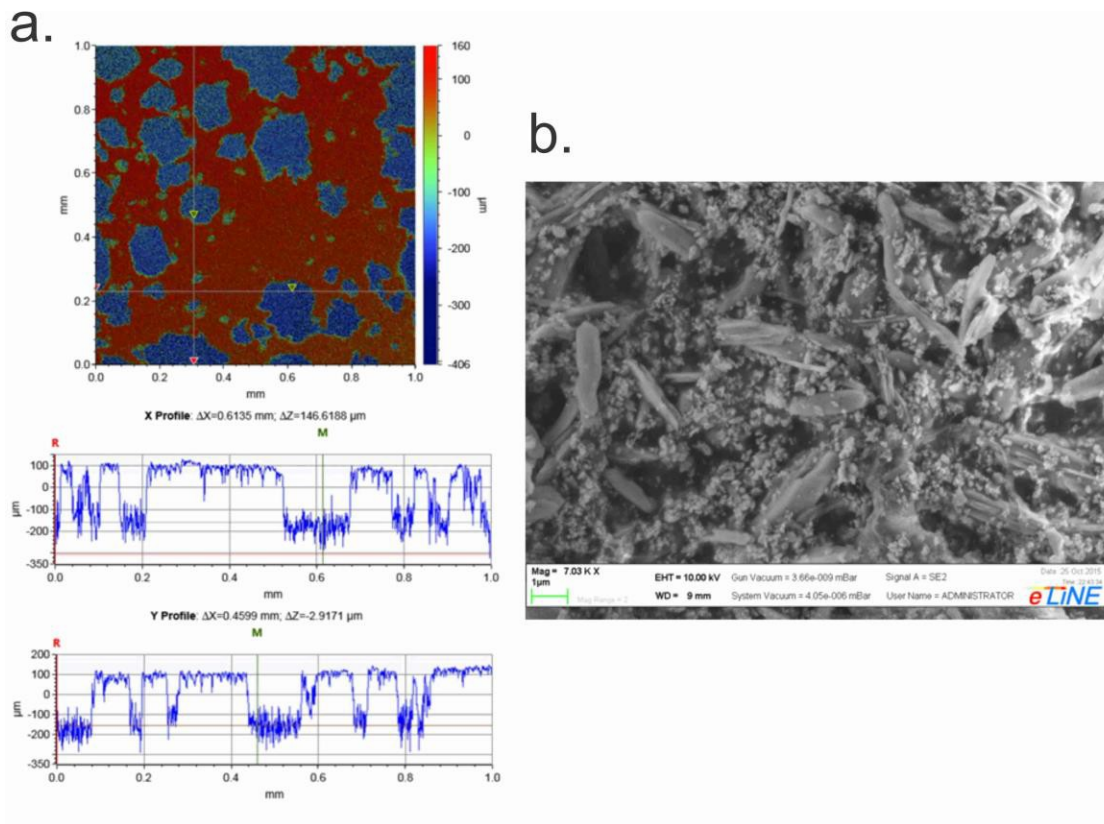 a.
1.0
0.8
0.6
0.4
0.2
0.0
mm
0.0 0.2 0.4 0.6 0.8 1.0
mm
160
100
0
-100
-200
-300
-406
µm
X Profile: ΔX=0.6135 mm; ΔZ=146.6188 µm
R
M
100
0
-100
-200
-350
µm
0.0 0.2 0.4 0.6 0.8 1.0
mm
Y Profile: ΔX=0.4599 mm; ΔZ=-2.9171 µm
R
M
200
100
0
-100
-200
-350
µm
0.0 0.2 0.4 0.6 0.8 1.0
mm
b.
Mag = 7.03 K X
1µm
Mag Range = 2
EHT = 10.00 kV
WD = 9 mm
Gun Vacuum = 3.66e-009 mBar
System Vacuum = 4.05e-006 mBar
Signal A = SE2
User Name = ADMINISTRATOR
Date: 25 Oct 2015
eLiNE